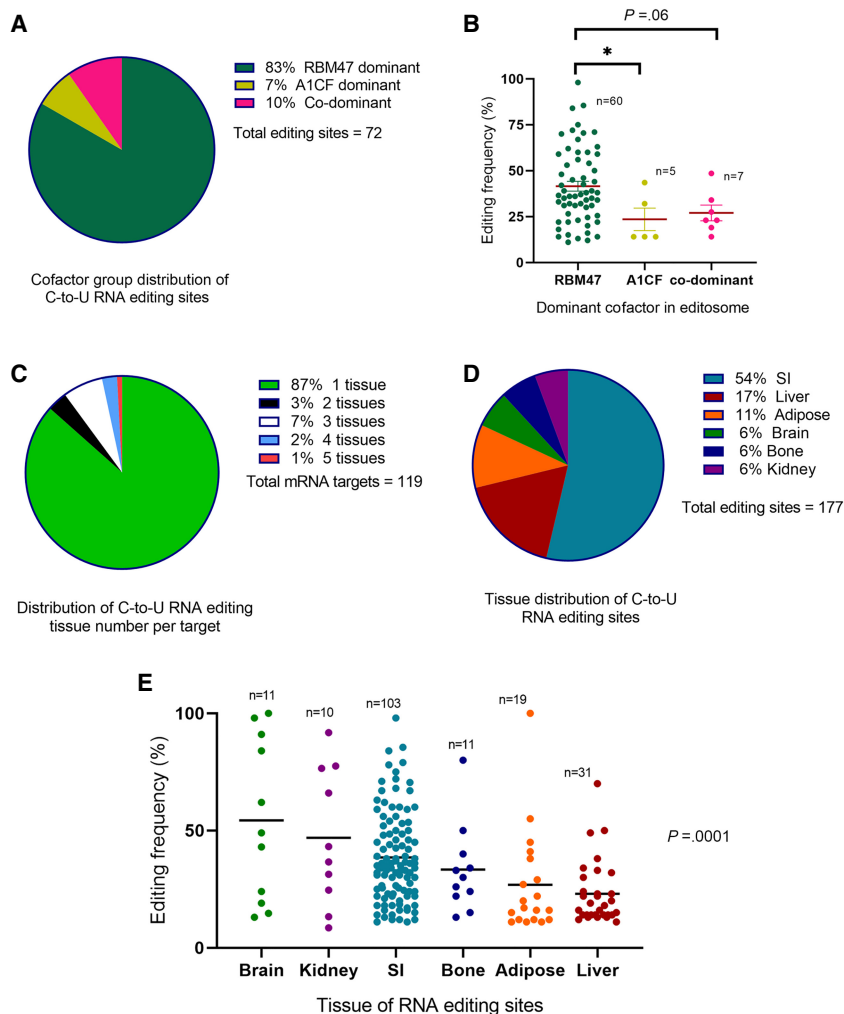 A
83% RBM47 dominant
7% A1CF dominant
10% Co-dominant
Total editing sites = 72
Cofactor group distribution of
C-to-U RNA editing sites
B
P =.06
*
Editing frequency (%)
100
75
50
25
0
n=60
n=5
n=7
RBM47 A1CF co-dominant
Dominant cofactor in editosome
C
87% 1 tissue
3% 2 tissues
7% 3 tissues
2% 4 tissues
1% 5 tissues
Total mRNA targets = 119
Distribution of C-to-U RNA editing
tissue number per target
D
54% SI
17% Liver
11% Adipose
6% Brain
6% Bone
6% Kidney
Total editing sites = 177
Tissue distribution of C-to-U
RNA editing sites
E
Editing frequency (%)
100
50
0
n=11
n=10
n=103
n=11
n=19
n=31
P =.0001
Brain Kidney SI Bone Adipose Liver
Tissue of RNA editing sites